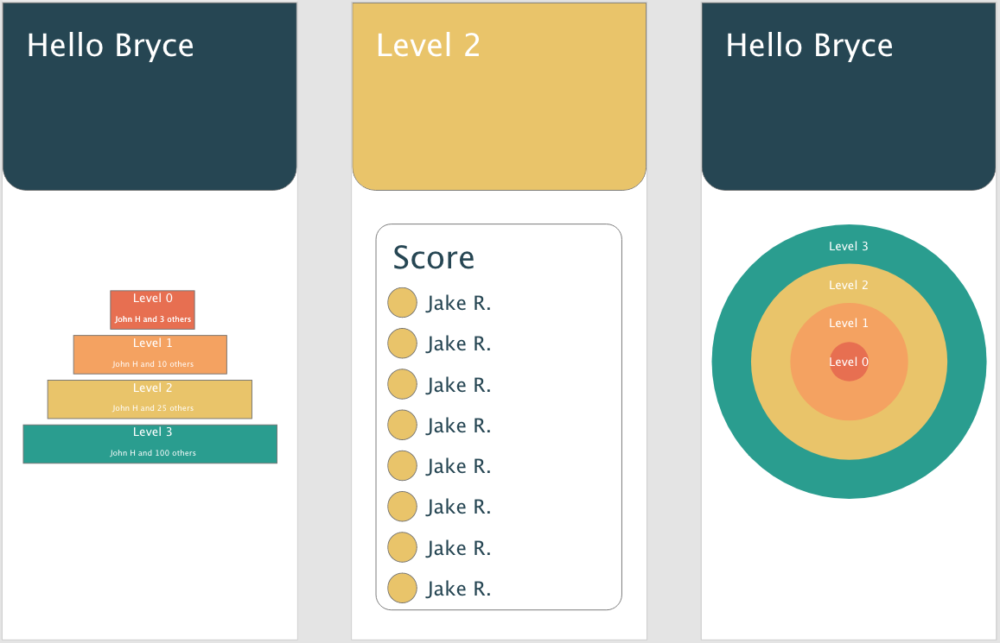 Hello Bryce
Level 0
John H and 3 others
Level 1
John H and 10 others
Level 2
John H and 25 others
Level 3
John H and 100 others
Level 2
Score
Jake R.
Jake R.
Jake R.
Jake R.
Jake R.
Jake R.
Jake R.
Jake R.
Hello Bryce
Level 3
Level 2
Level 1
Level 0